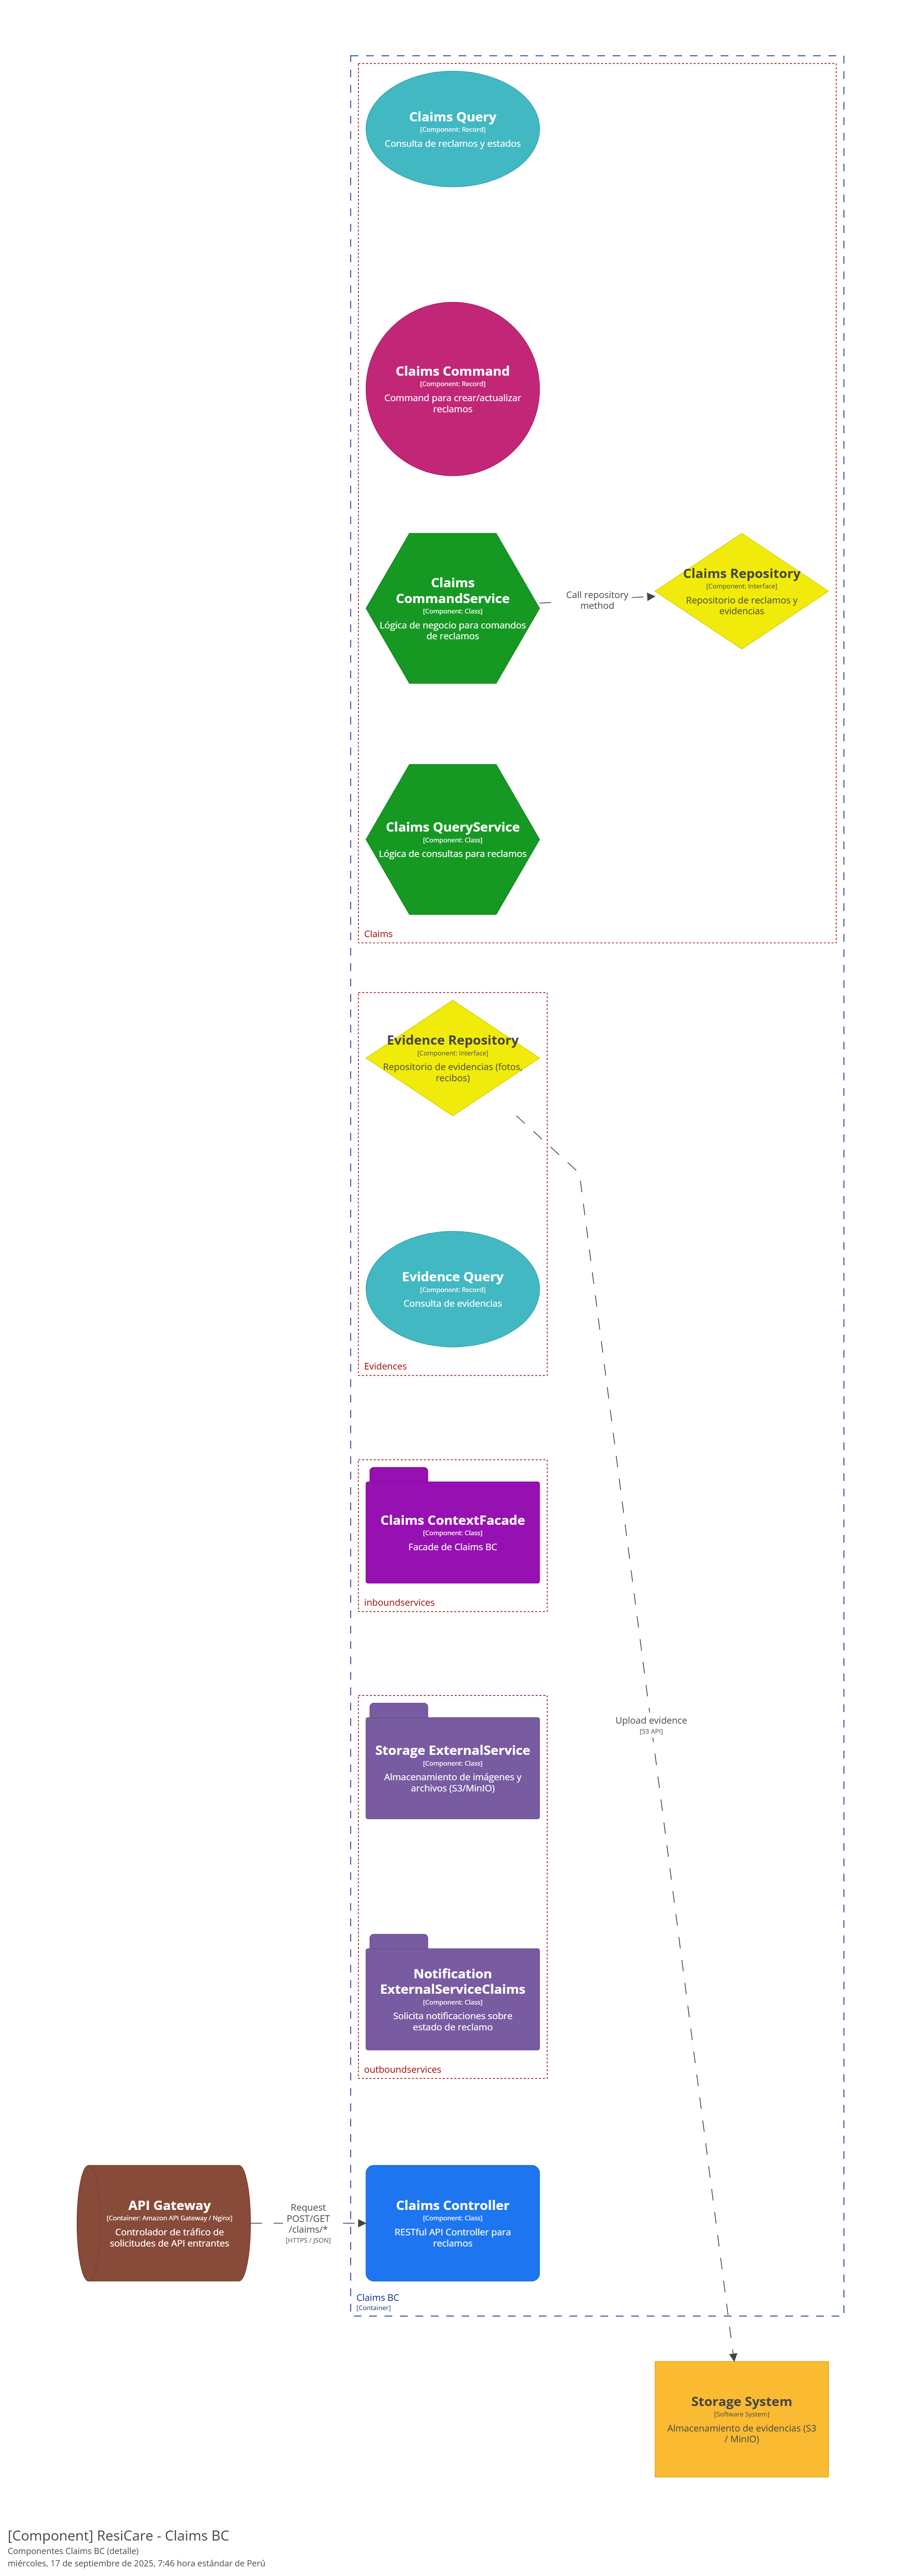 Claims Query
[Component: Record]
Consulta de reclamos y estados
Claims Command
[Component: Record]
Command para crear/actualizar
reclamos
Claims
CommandService
[Component: Class]
Lógica de negocio para comandos
de reclamos
Call repository
method
Claims Repository
[Component: Interface]
Repositorio de reclamos y
evidencias
Claims QueryService
[Component: Class]
Lógica de consultas para reclamos
Claims
Evidence Repository
[Component: Interface]
Repositorio de evidencias (fotos,
recibos)
Evidence Query
[Component: Record]
Consulta de evidencias
Evidences
Claims ContextFacade
[Component: Class]
Facade de Claims BC
inboundservices
Storage ExternalService
[Component: Class]
Almacenamiento de imágenes y
archivos (S3/MinIO)
Upload evidence
[S3 API]
Notification
ExternalServiceClaims
[Component: Class]
Solicita notificaciones sobre
estado de reclamo
outboundservices
API Gateway
[Container: Amazon API Gateway / Nginx]
Controlador de tráfico de
solicitudes de API entrantes
Request
POST/GET
/claims/*
[HTTPS / JSON]
Claims Controller
[Component: Class]
RESTful API Controller para
reclamos
Claims BC
[Container]
Storage System
[Software System]
Almacenamiento de evidencias (S3
/ MinIO)
[Component] ResiCare - Claims BC
Componentes Claims BC (detalle)
miércoles, 17 de septiembre de 2025, 7:46 hora estándar de Perú